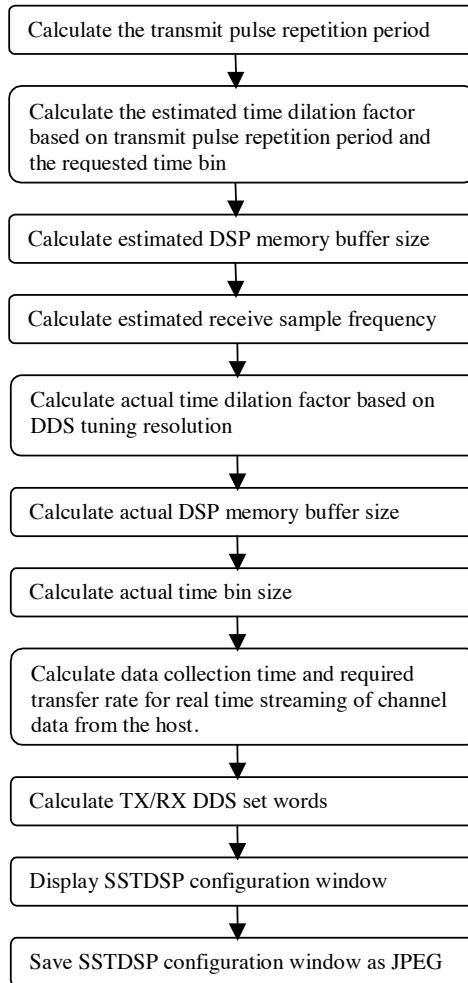 Calculate the transmit pulse repetition period
Calculate the estimated time dilation factor
based on transmit pulse repetition period and
the requested time bin
Calculate estimated DSP memory buffer size
Calculate estimated receive sample frequency
Calculate actual time dilation factor based on
DDS tuning resolution
Calculate actual DSP memory buffer size
Calculate actual time bin size
Calculate data collection time and required
transfer rate for real time streaming of channel
data from the host.
Calculate TX/RX DDS set words
Display SSTDSP configuration window
Save SSTDSP configuration window as JPEG